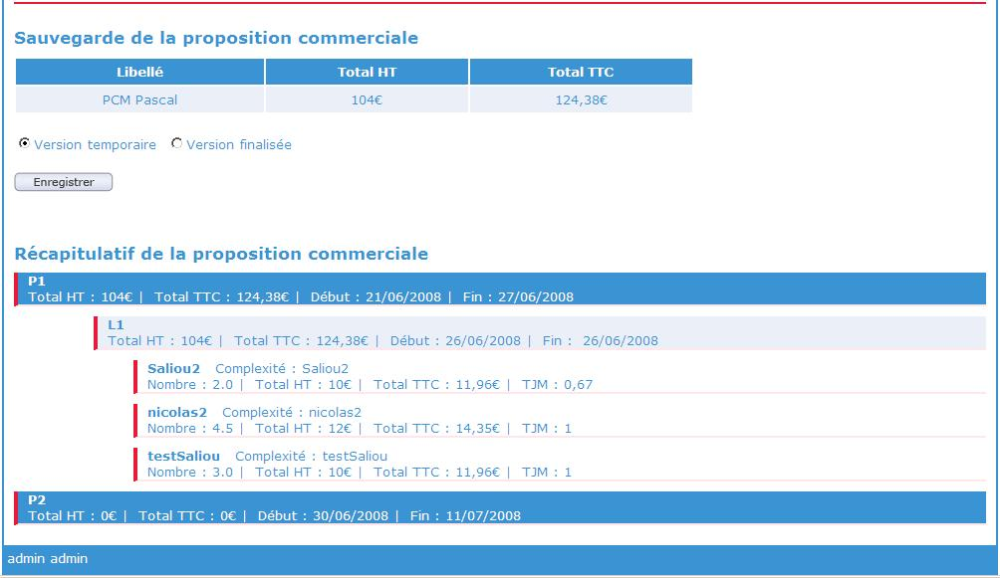 Sauvegarde de la proposition commerciale
Libellé Total HT Total TTC
PCM Pascal 104€ 124,38€
Version temporaire Version finalisée
Enregistrer
Récapitulatif de la proposition commerciale
P1
Total HT : 104€ | Total TTC : 124,38€ | Début : 21/06/2008 | Fin : 27/06/2008
L1
Total HT : 104€ | Total TTC : 124,38€ | Début : 26/06/2008 | Fin : 26/06/2008
Saliou2 Complexité : Saliou2
Nombre : 2.0 | Total HT : 10€ | Total TTC : 11,96€ | TJM : 0,67
nicolas2 Complexité : nicolas2
Nombre : 4.5 | Total HT : 12€ | Total TTC : 14,35€ | TJM : 1
testSaliou Complexité : testSaliou
Nombre : 3.0 | Total HT : 10€ | Total TTC : 11,96€ | TJM : 1
P2
Total HT : 0€ | Total TTC : 0€ | Début : 30/06/2008 | Fin : 11/07/2008
admin admin